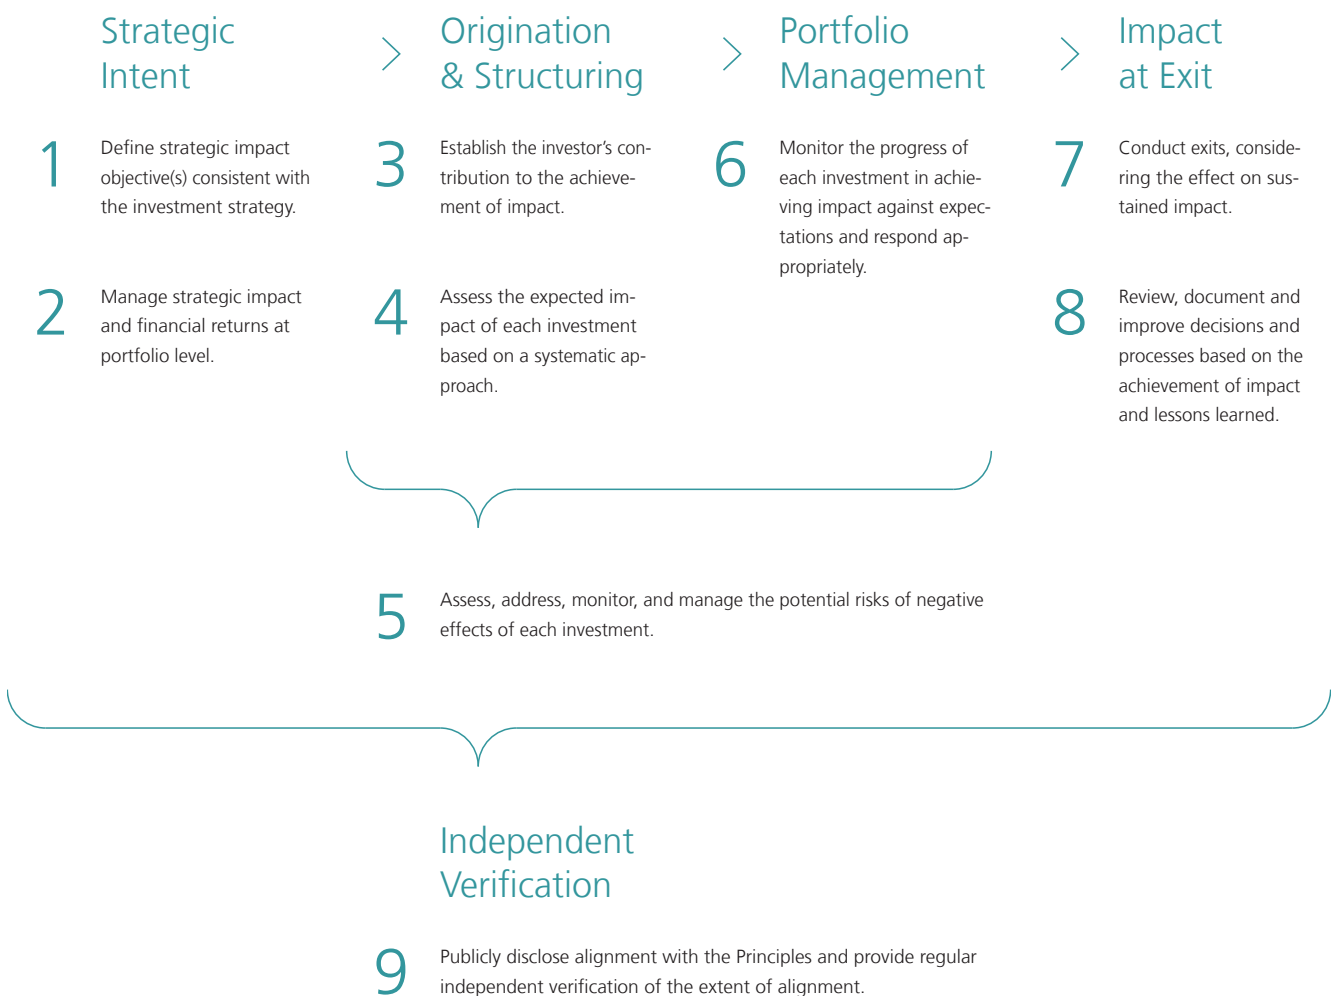 Strategic
Intent
1
Define strategic impact
objective(s) consistent with
the investment strategy.
2
Manage strategic impact
and financial returns at
portfolio level.
>
Origination
& Structuring
3
Establish the investor’s con-
tribution to the achieve-
ment of impact.
4
Assess the expected im-
pact of each investment
based on a systematic ap-
proach.
>
Portfolio
Management
6
Monitor the progress of
each investment in achie-
ving impact against expec-
tations and respond ap-
propriately.
>
Impact
at Exit
7
Conduct exits, conside-
ring the effect on sus-
tained impact.
8
Review, document and
improve decisions and
processes based on the
achievement of impact
and lessons learned.
5
Assess, address, monitor, and manage the potential risks of negative
effects of each investment.
Independent
Verification
9
Publicly disclose alignment with the Principles and provide regular
independent verification of the extent of alignment.